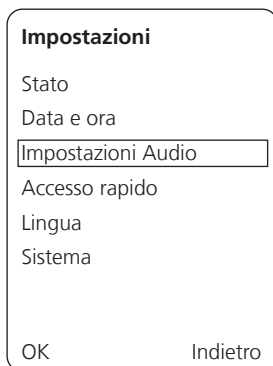 Impostazioni
Stato
Data e ora
Impostazioni Audio
Accesso rapido
Lingua
Sistema
OK Indietro